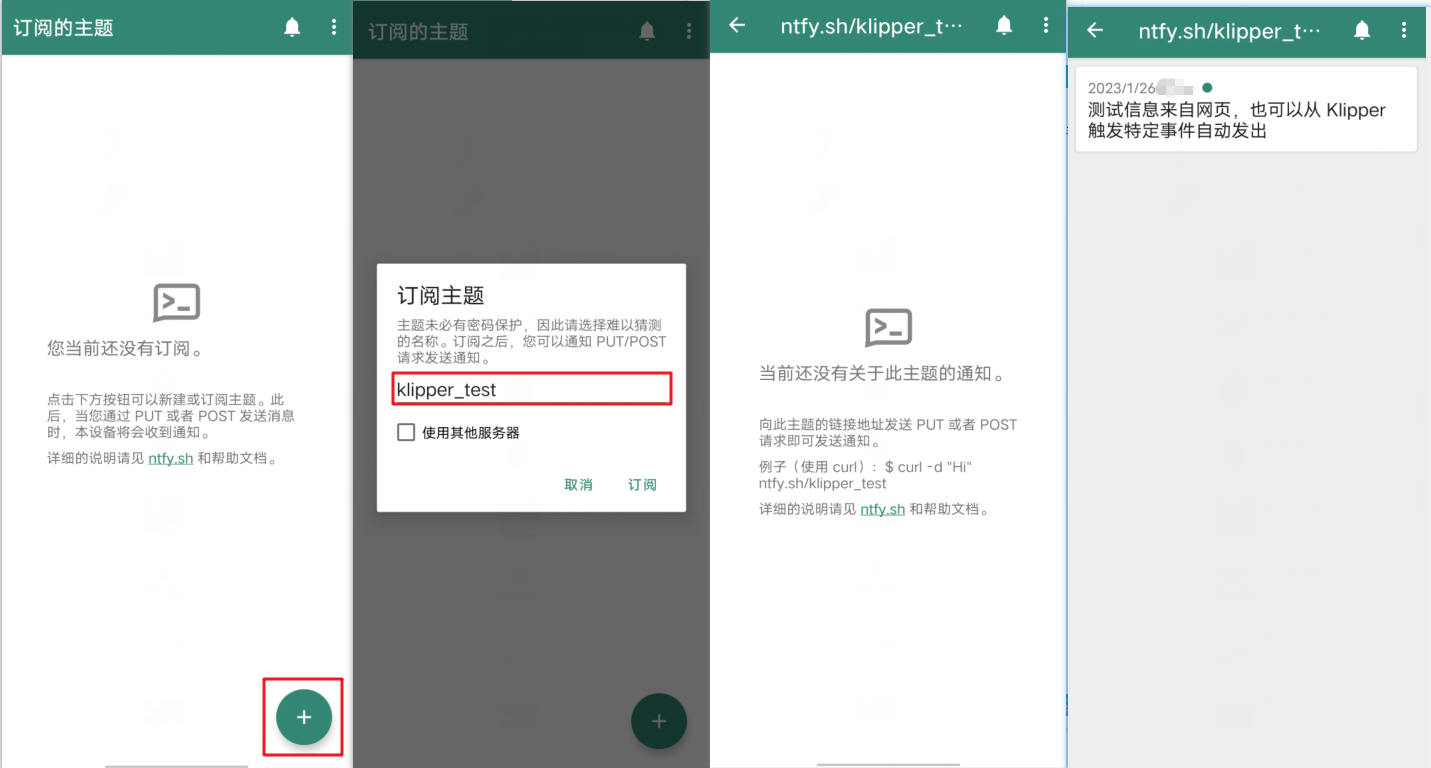 订阅的主题
您当前还没有订阅。
点击下方按钮可以新建或订阅主题。此
后，当您通过 PUT 或者 POST 发送消息
时，本设备将会收到通知。
详细的说明请见 ntfy.sh 和帮助文档。
订阅的主题
订阅主题
主题未必有密码保护，因此请选择难以猜测
的名称。订阅之后，您可以通知 PUT/POST
请求发送通知。
klipper_test
使用其他服务器
取消 订阅
ntfy.sh/klipper_t…
当前还没有关于此主题的通知。
向此主题的链接地址发送 PUT 或者 POST
请求即可发送通知。
例子（使用 curl）：$ curl -d "Hi"
ntfy.sh/klipper_test
详细的说明请见 ntfy.sh 和帮助文档。
ntfy.sh/klipper_t…
2023/1/26
测试信息来自网页，也可以从 Klipper
触发特定事件自动发出